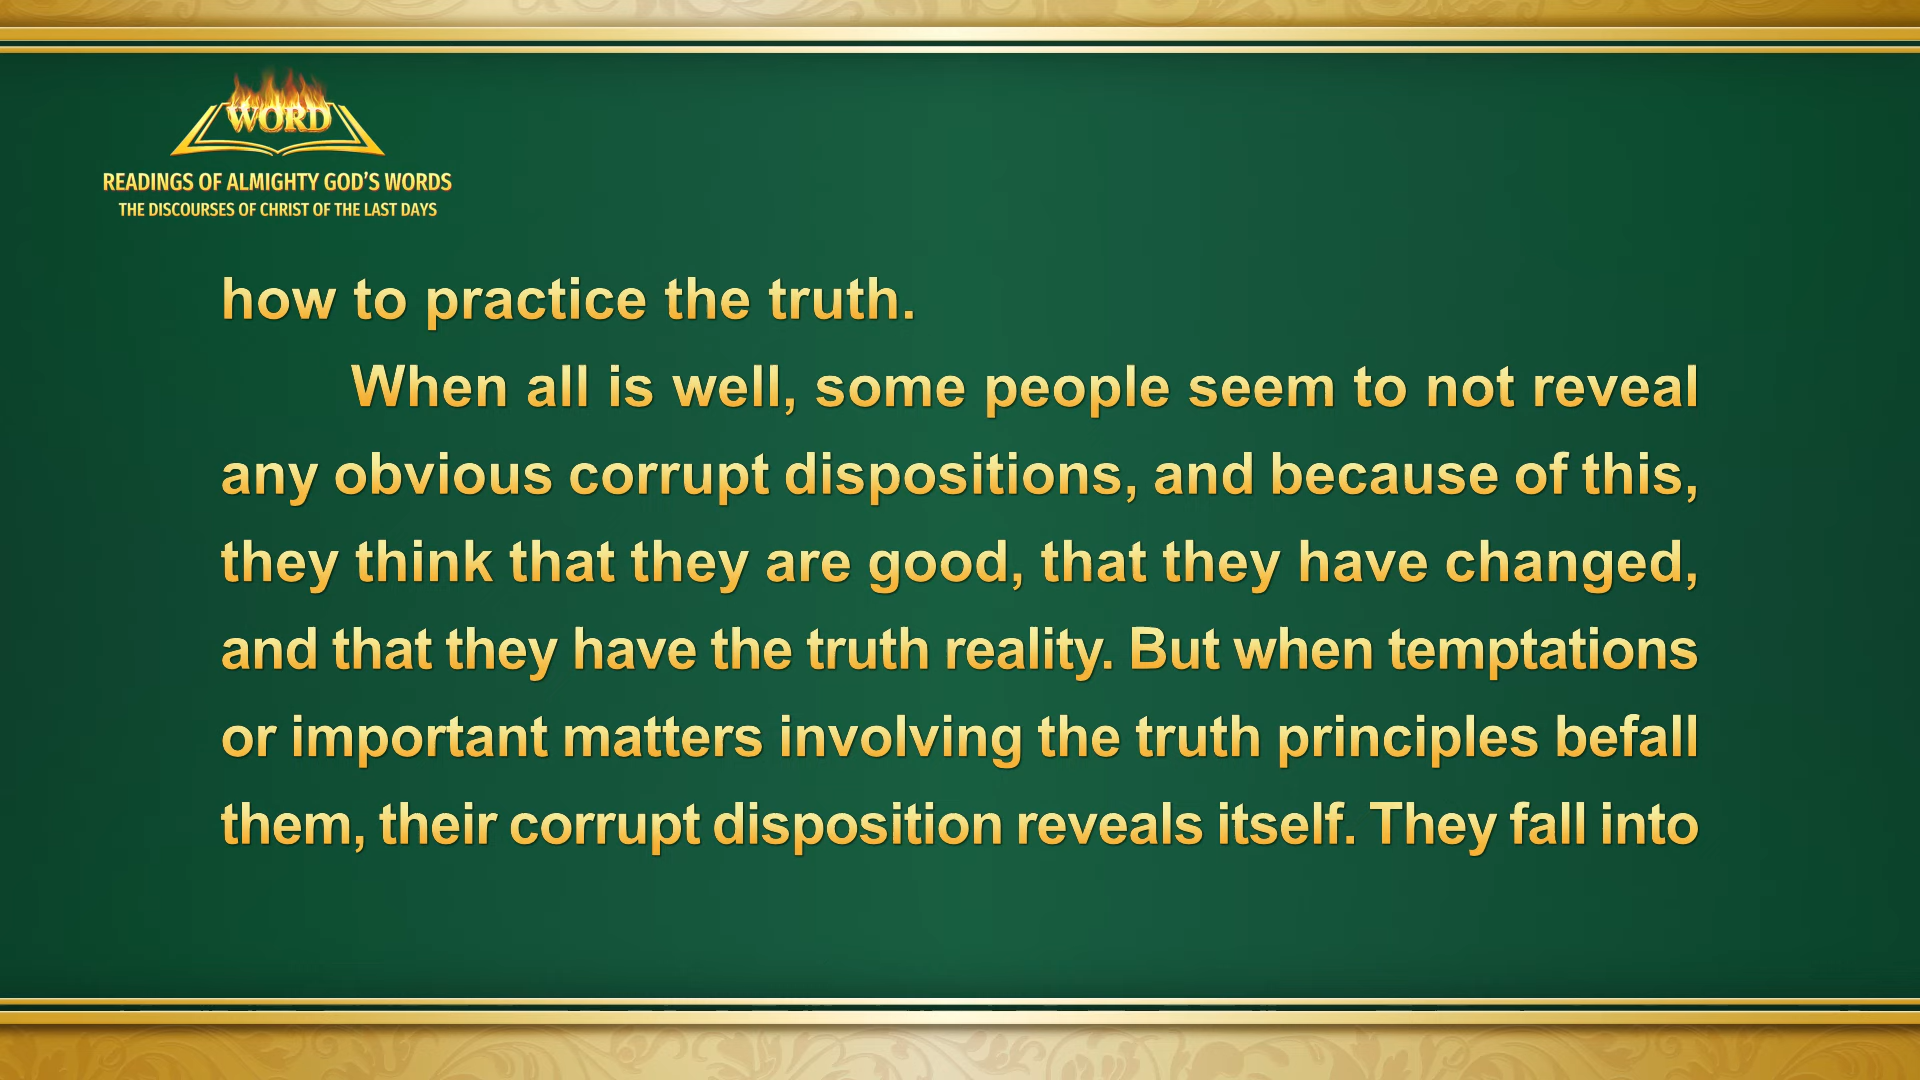 WORD
READINGS OF ALMIGHTY GOD’S WORDS
THE DISCOURSES OF CHRIST OF THE LAST DAYS
how to practice the truth.
When all is well, some people seem to not reveal
any obvious corrupt dispositions, and because of this,
they think that they are good, that they have changed,
and that they have the truth reality. But when temptations
or important matters involving the truth principles befall
them, their corrupt disposition reveals itself. They fall into